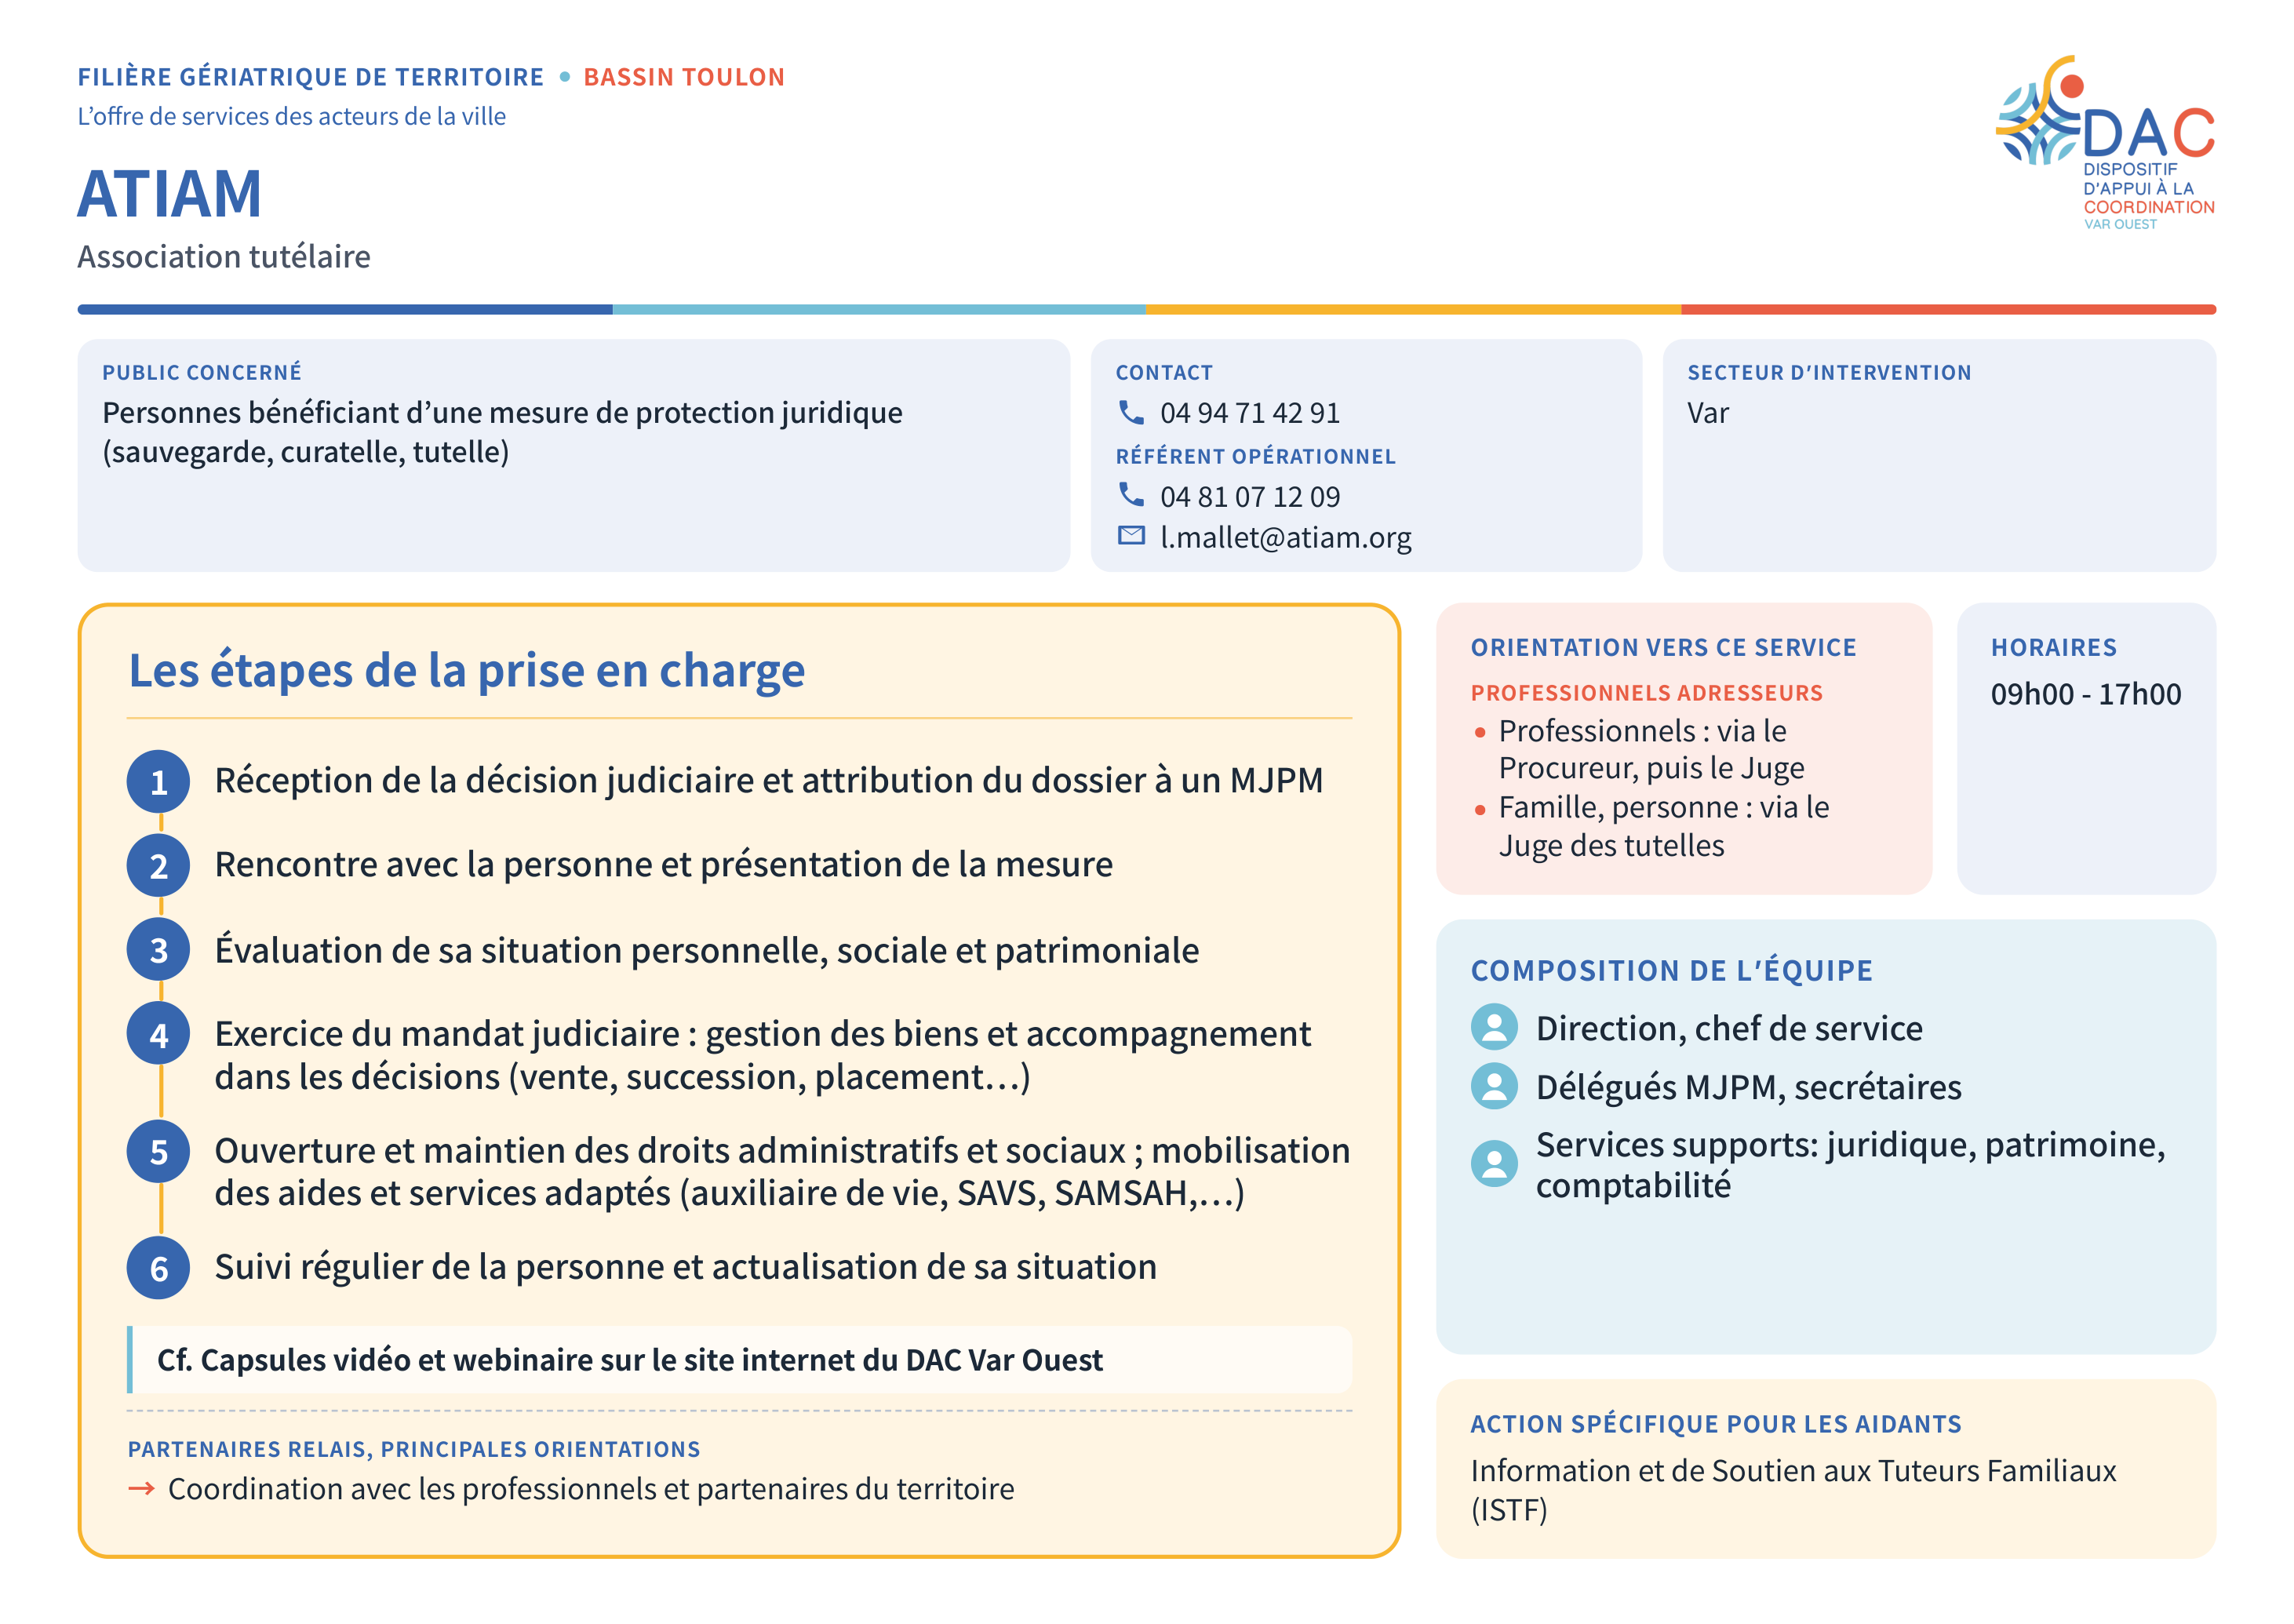 FILIÈRE GÉRIATRIQUE DE TERRITOIRE • BASSIN TOULON
L’offre de services des acteurs de la ville
ATIAM
Association tutélaire
DAC
DISPOSITIF
D'APPUI À LA
COORDINATION
VAR OUEST
PUBLIC CONCERNÉ
Personnes bénéficiant d’une mesure de protection juridique
(sauvegarde, curatelle, tutelle)
CONTACT
04 94 71 42 91
RÉFÉRENT OPÉRATIONNEL
04 81 07 12 09
l.mallet@atiam.org
SECTEUR D'INTERVENTION
Var
Les étapes de la prise en charge
1 Réception de la décision judiciaire et attribution du dossier à un MJPM
2 Rencontre avec la personne et présentation de la mesure
3 Évaluation de sa situation personnelle, sociale et patrimoniale
4 Exercice du mandat judiciaire : gestion des biens et accompagnement
dans les décisions (vente, succession, placement…)
5 Ouverture et maintien des droits administratifs et sociaux ; mobilisation
des aides et services adaptés (auxiliaire de vie, SAVS, SAMSAH,…)
6 Suivi régulier de la personne et actualisation de sa situation
Cf. Capsules vidéo et webinaire sur le site internet du DAC Var Ouest
PARTENAIRES RELAIS, PRINCIPALES ORIENTATIONS
→ Coordination avec les professionnels et partenaires du territoire
ORIENTATION VERS CE SERVICE
PROFESSIONNELS ADRESSEURS
• Professionnels : via le
Procureur, puis le Juge
• Famille, personne : via le
Juge des tutelles
HORAIRES
09h00 - 17h00
COMPOSITION DE L'ÉQUIPE
Direction, chef de service
Délégués MJPM, secrétaires
Services supports: juridique, patrimoine,
comptabilité
ACTION SPÉCIFIQUE POUR LES AIDANTS
Information et de Soutien aux Tuteurs Familiaux
(ISTF)